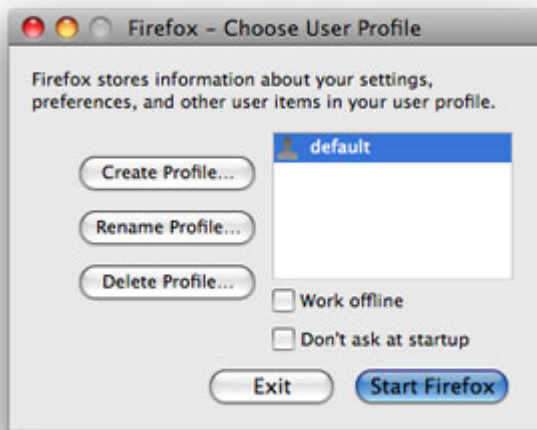 Firefox – Choose User Profile
Firefox stores information about your settings,
preferences, and other user items in your user profile.
default
Create Profile...
Rename Profile...
Delete Profile...
Work offline
Don't ask at startup
Exit
Start Firefox